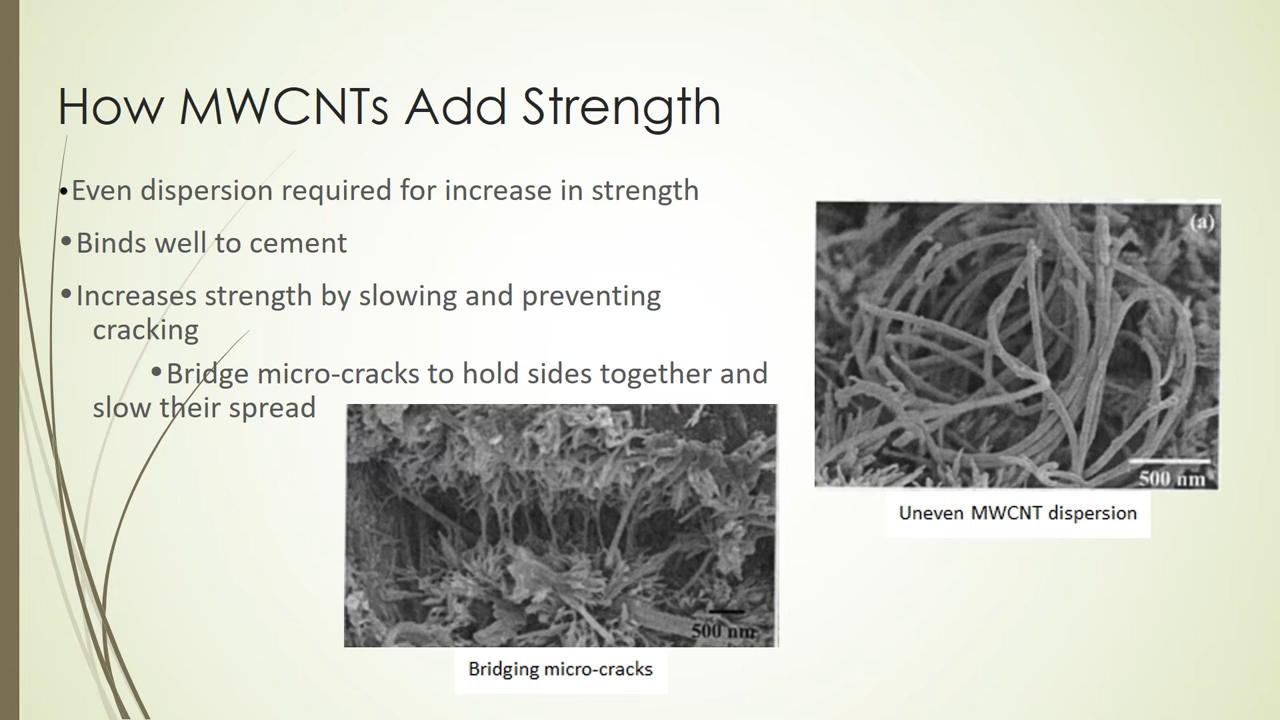 How MWCNTs Add Strength
•Even dispersion required for increase in strength
•Binds well to cement
•Increases strength by slowing and preventing
cracking
•Bridge micro-cracks to hold sides together and
slow their spread
(a)
500 nm
Uneven MWCNT dispersion
500 nm
Bridging micro-cracks